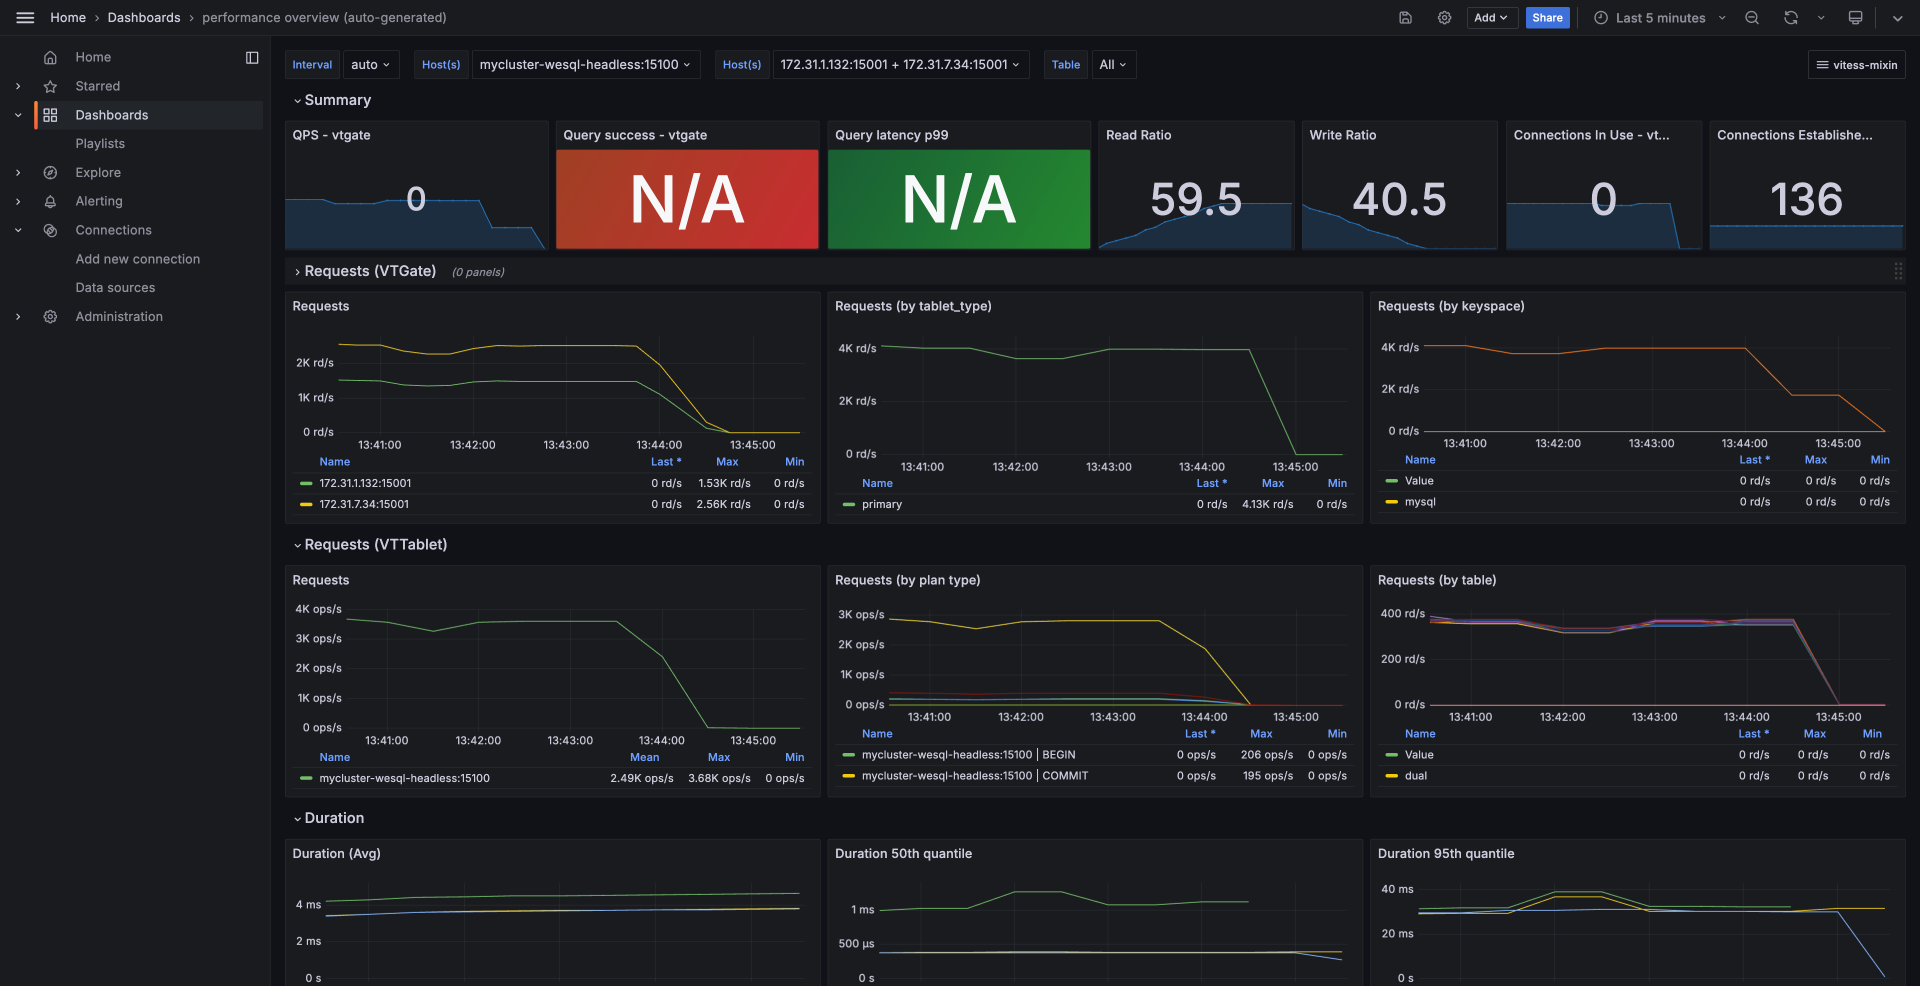 Home › Dashboards › performance overview (auto-generated)
Add
Share
Last 5 minutes
Home
Starred
Dashboards
Playlists
Explore
Alerting
Connections
Add new connection
Data sources
Administration
Interval auto Host(s) mycluster-wesql-headless:15100 Host(s) 172.31.1.132:15001 + 172.31.7.34:15001 Table All vitess-mixin
Summary
QPS - vtgate
0
Query success - vtgate
N/A
Query latency p99
N/A
Read Ratio
59.5
Write Ratio
40.5
Connections In Use - vt...
0
Connections Establishe...
136
Requests (VTGate) (0 panels)
Requests
2K rd/s
1K rd/s
0 rd/s
13:41:00 13:42:00 13:43:00 13:44:00 13:45:00
Name Last * Max Min
172.31.1.132:15001 0 rd/s 1.53K rd/s 0 rd/s
172.31.7.34:15001 0 rd/s 2.56K rd/s 0 rd/s
Requests (by tablet_type)
4K rd/s
2K rd/s
0 rd/s
13:41:00 13:42:00 13:43:00 13:44:00 13:45:00
Name Last * Max Min
primary 0 rd/s 4.13K rd/s 0 rd/s
Requests (by keyspace)
4K rd/s
2K rd/s
0 rd/s
13:41:00 13:42:00 13:43:00 13:44:00 13:45:00
Name Last * Max Min
Value 0 rd/s 0 rd/s 0 rd/s
mysql 0 rd/s 0 rd/s 0 rd/s
Requests (VTTablet)
Requests
4K ops/s
3K ops/s
2K ops/s
1K ops/s
0 ops/s
13:41:00 13:42:00 13:43:00 13:44:00 13:45:00
Name Mean Max Min
mycluster-wesql-headless:15100 2.49K ops/s 3.68K ops/s 0 ops/s
Requests (by plan type)
3K ops/s
2K ops/s
1K ops/s
0 ops/s
13:41:00 13:42:00 13:43:00 13:44:00 13:45:00
Name Last * Max Min
mycluster-wesql-headless:15100 | BEGIN 0 ops/s 206 ops/s 0 ops/s
mycluster-wesql-headless:15100 | COMMIT 0 ops/s 195 ops/s 0 ops/s
Requests (by table)
400 rd/s
200 rd/s
0 rd/s
13:41:00 13:42:00 13:43:00 13:44:00 13:45:00
Name Last * Max Min
Value 0 rd/s 0 rd/s 0 rd/s
dual 0 rd/s 0 rd/s 0 rd/s
Duration
Duration (Avg)
4 ms
2 ms
0 s
Duration 50th quantile
1 ms
500 µs
0 s
Duration 95th quantile
40 ms
20 ms
0 s